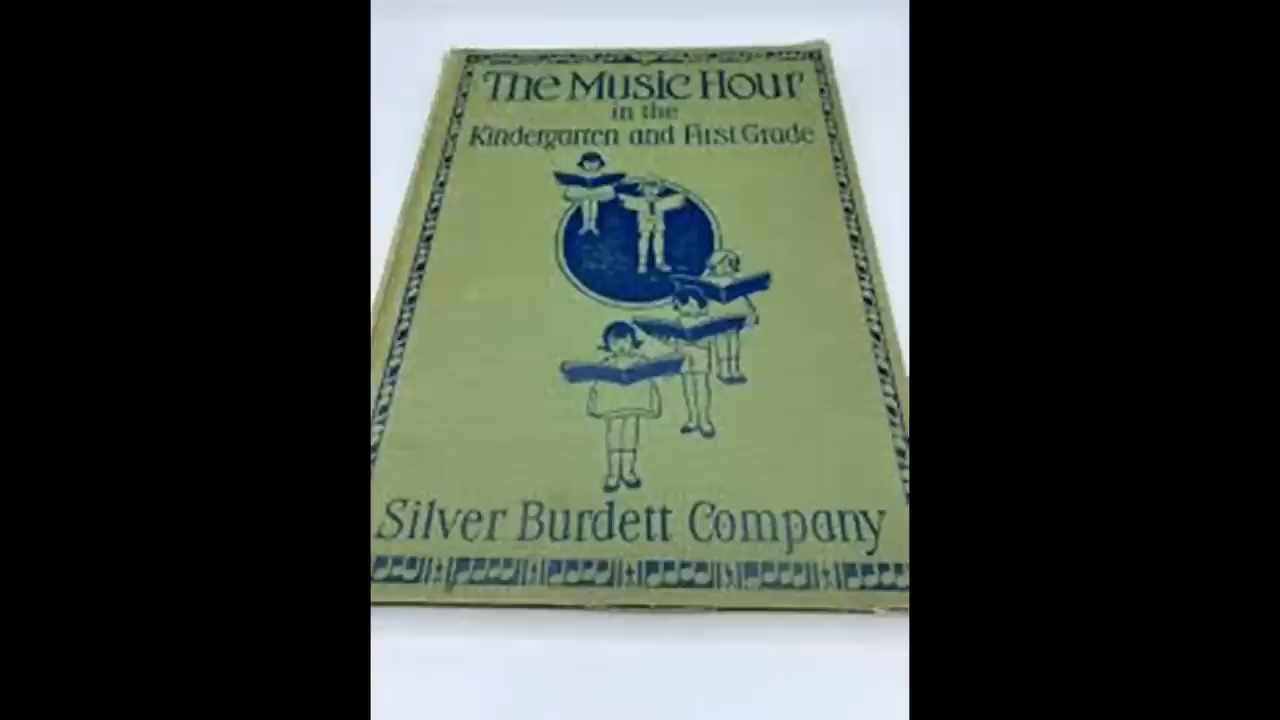 The Music Hour
in the
Kindergarten and First Grade
Silver Burdett Company